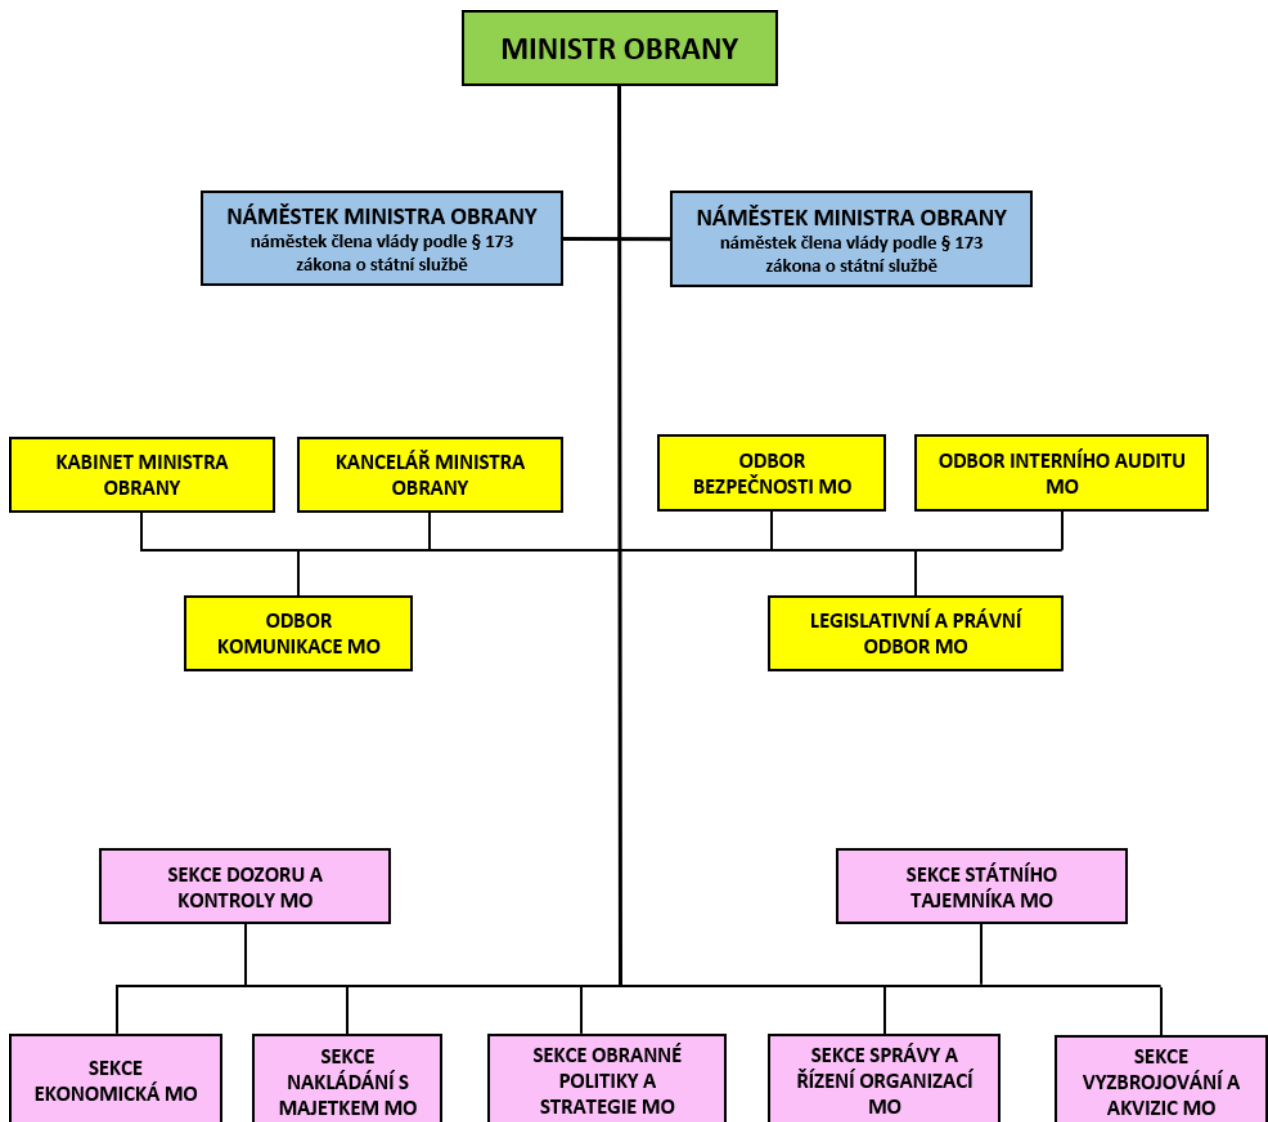 MINISTR OBRANY
NÁMĚSTEK MINISTRA OBRANY
náměstek člena vlády podle § 173
zákona o státní službě
NÁMĚSTEK MINISTRA OBRANY
náměstek člena vlády podle § 173
zákona o státní službě
KABINET MINISTRA
OBRANY
KANCELÁŘ MINISTRA
OBRANY
ODBOR
BEZPEČNOSTI MO
ODBOR INTERNÍHO AUDITU
MO
ODBOR
KOMUNIKACE MO
LEGISLATIVNÍ A PRÁVNÍ
ODBOR MO
SEKCE DOZORU A
KONTROLY MO
SEKCE STÁTNÍHO
TAJEMNÍKA MO
SEKCE
EKONOMICKÁ MO
SEKCE
NAKLÁDÁNÍ S
MAJETKEM MO
SEKCE OBRANNÉ
POLITIKY A
STRATEGIE MO
SEKCE SPRÁVY A
ŘÍZENÍ ORGANIZACÍ
MO
SEKCE
VYZBROJOVÁNÍ A
AKVIZIC MO